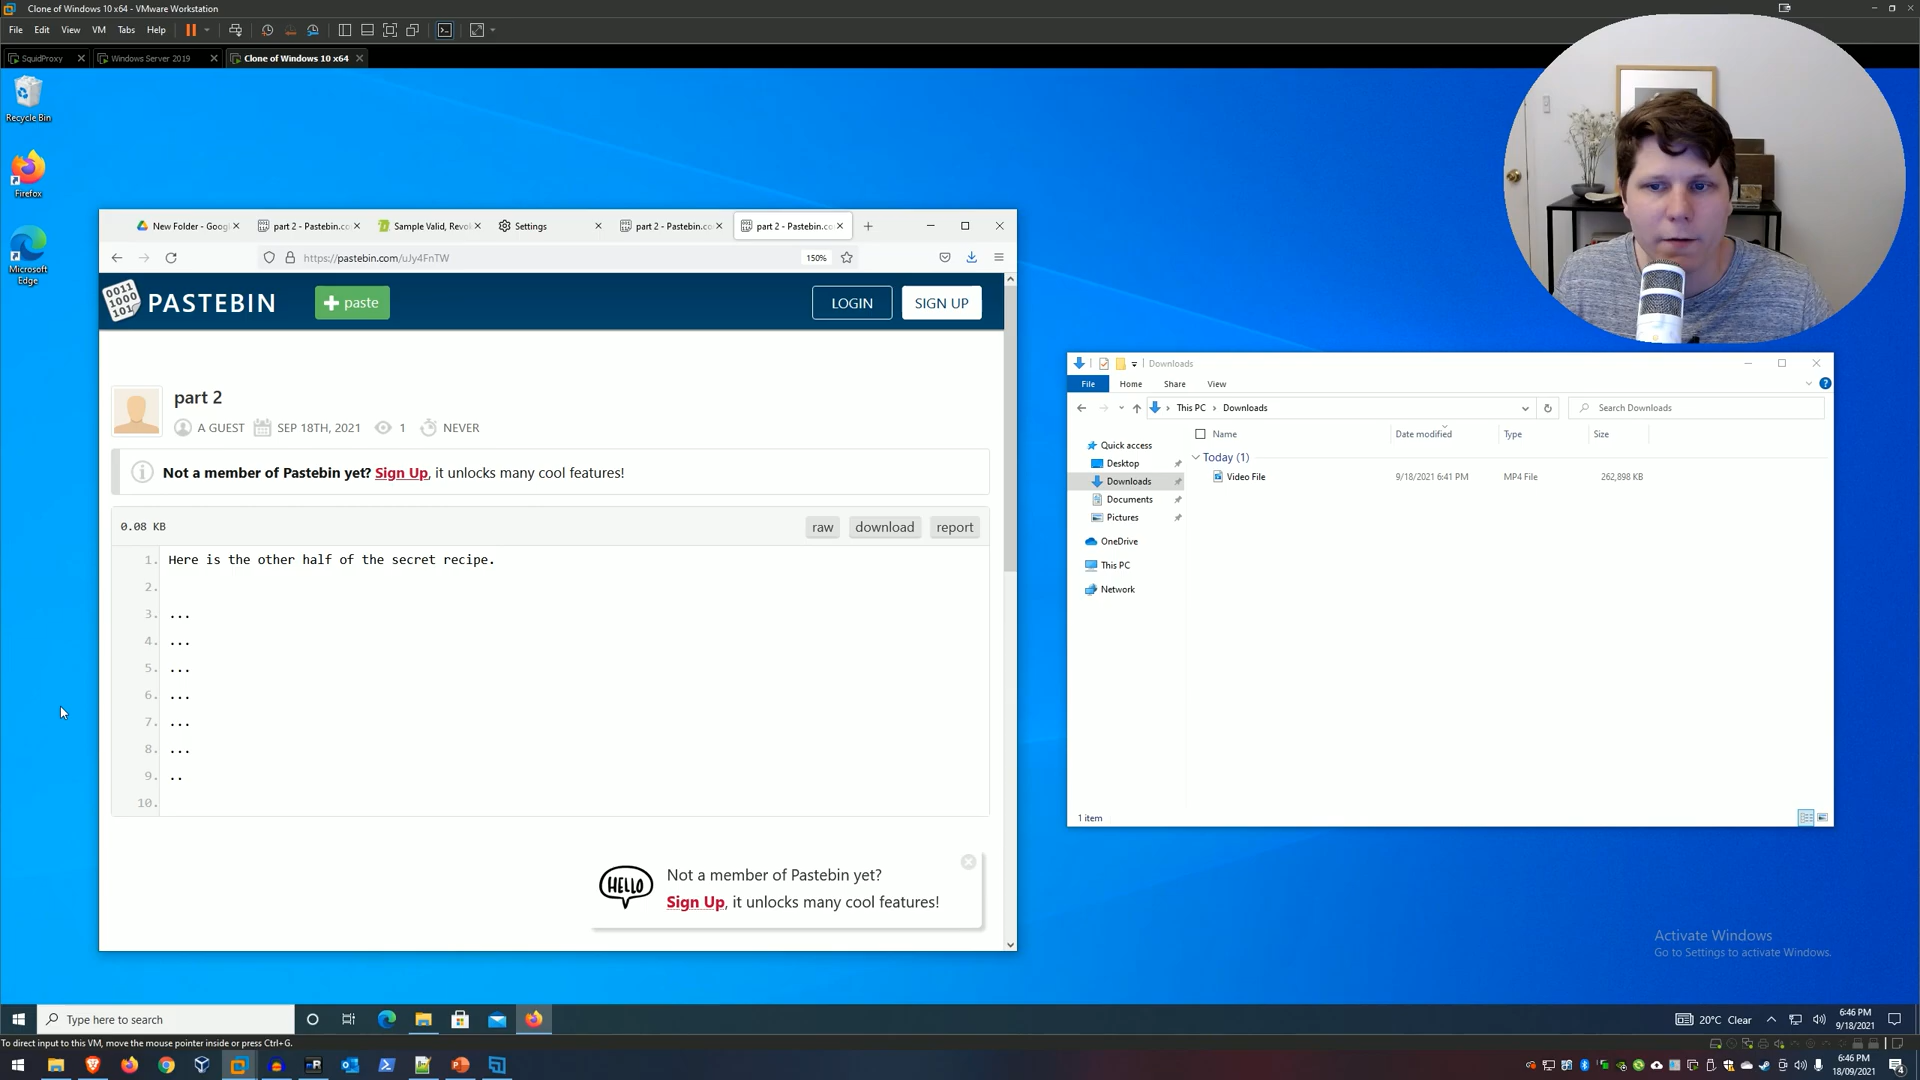 Clone of Windows 10 x64 - VMware Workstation
File Edit View VM Tabs Help
SquidProxy
Windows Server 2019
Clone of Windows 10 x64
Recycle Bin
Firefox
Microsoft
Edge
New Folder - Googl
part 2 - Pastebin.co
Sample Valid, Revo
Settings
part 2 - Pastebin.co
part 2 - Pastebin.co
https://pastebin.com/uJy4FnTW
150%
PASTEBIN
paste
LOGIN
SIGN UP
part 2
A GUEST SEP 18TH, 2021 1 NEVER
Not a member of Pastebin yet? Sign Up, it unlocks many cool features!
0.08 KB
raw
download
report
1. Here is the other half of the secret recipe.
2.
3. ...
4. ...
5. ...
6. ...
7. ...
8. ...
9. ..
10.
HELLO
Not a member of Pastebin yet?
Sign Up, it unlocks many cool features!
Downloads
File Home Share View
This PC > Downloads
Search Downloads
Name Date modified Type Size
Quick access
Desktop
Downloads
Documents
Pictures
OneDrive
This PC
Network
Today (1)
Video File 9/18/2021 6:41 PM MP4 File 262,898 KB
1 item
Activate Windows
Go to Settings to activate Windows.
Type here to search
20°C Clear
6:46 PM
9/18/2021
To direct input to this VM, move the mouse pointer inside or press Ctrl+G.
6:46 PM
18/09/2021